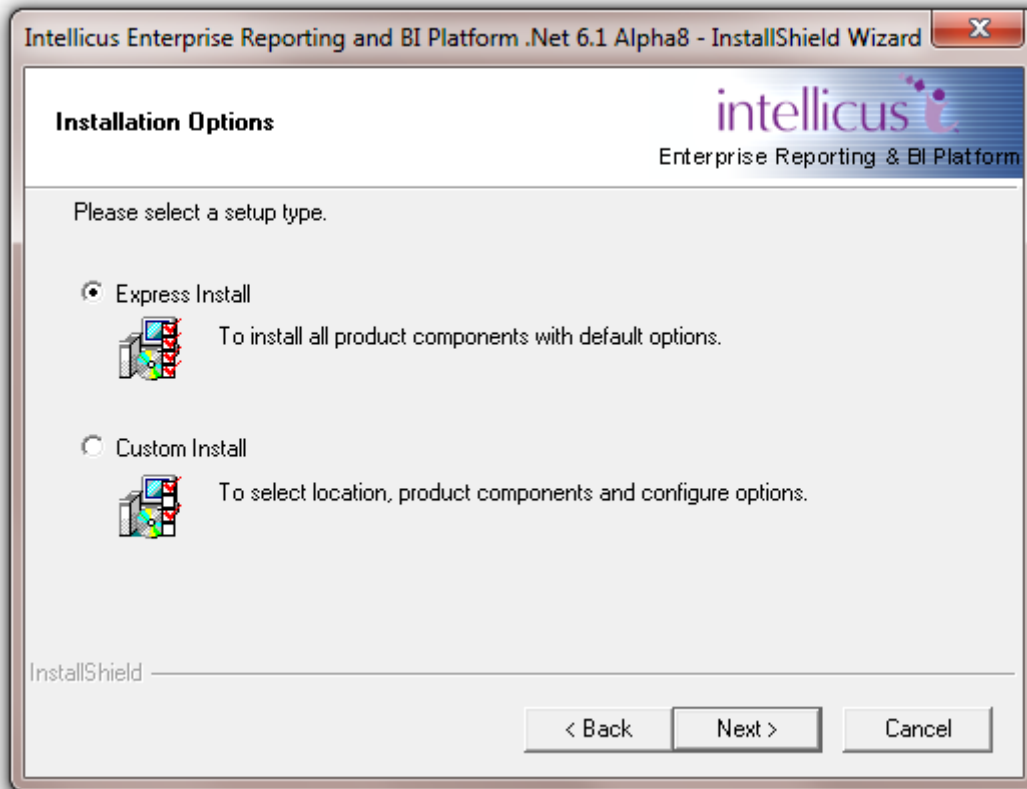 Intellicus Enterprise Reporting and BI Platform .Net 6.1 Alpha8 - InstallShield Wizard
Installation Options
intellicus
Enterprise Reporting & BI Platform
Please select a setup type.
Express Install
To install all product components with default options.
Custom Install
To select location, product components and configure options.
InstallShield
< Back
Next >
Cancel